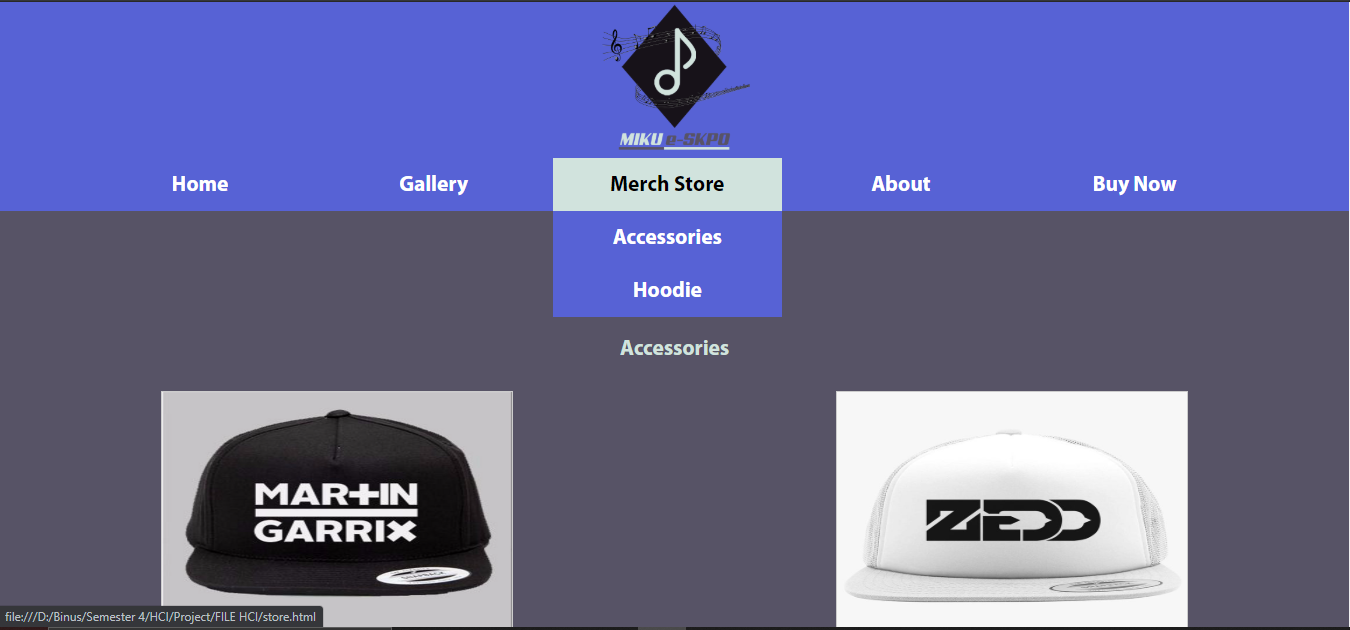 MIKU e-SKPO
Home Gallery Merch Store About Buy Now
Accessories
Hoodie
Accessories
MARTIN
GARRIX
ZEDD
file:///D:/Binus/Semester 4/HCI/Project/FILE HCI/store.html